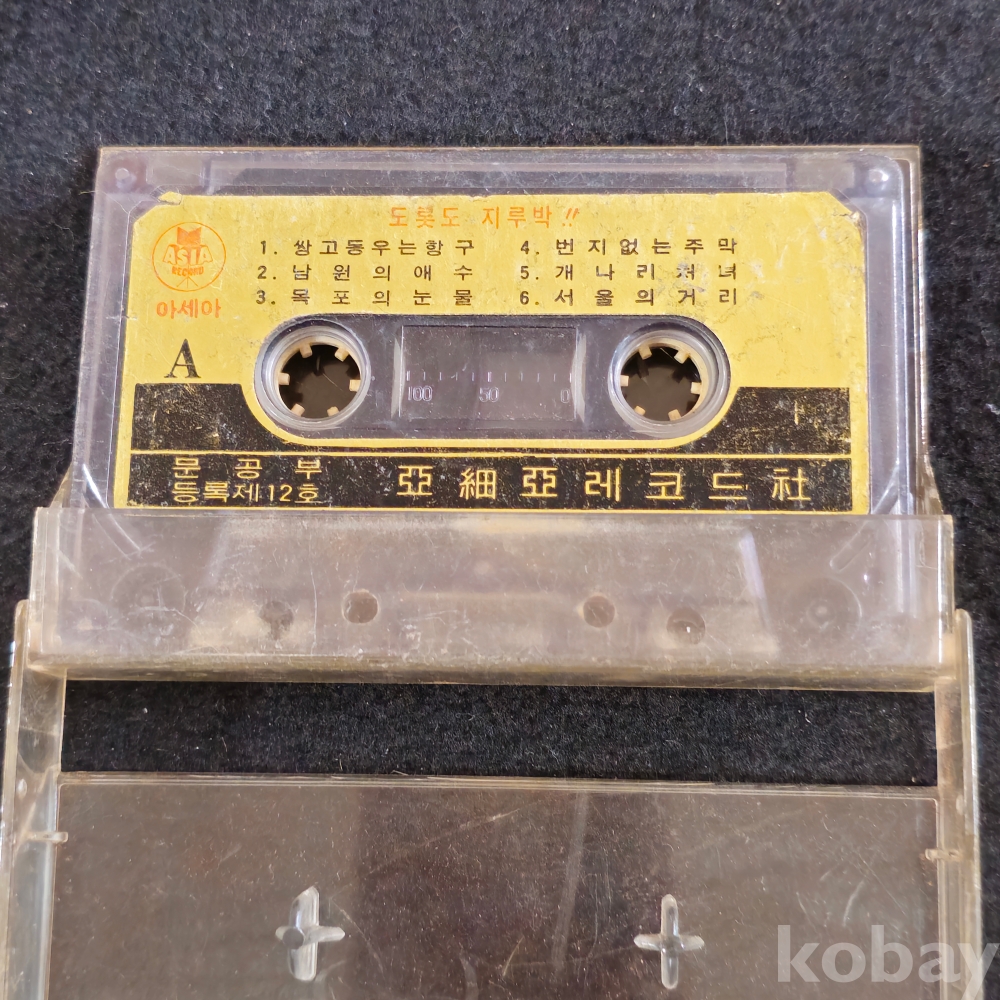 도롯도 지루박!!
ASIA
RECORD
아세아
1. 쌍고동우는항구
2. 남원의애수
3. 목포의눈물
4. 번지없는주막
5. 개나리처녀
6. 서울의거리
A
100 50 0
문공부
등록제12호
亞細亞레코드社
kobay